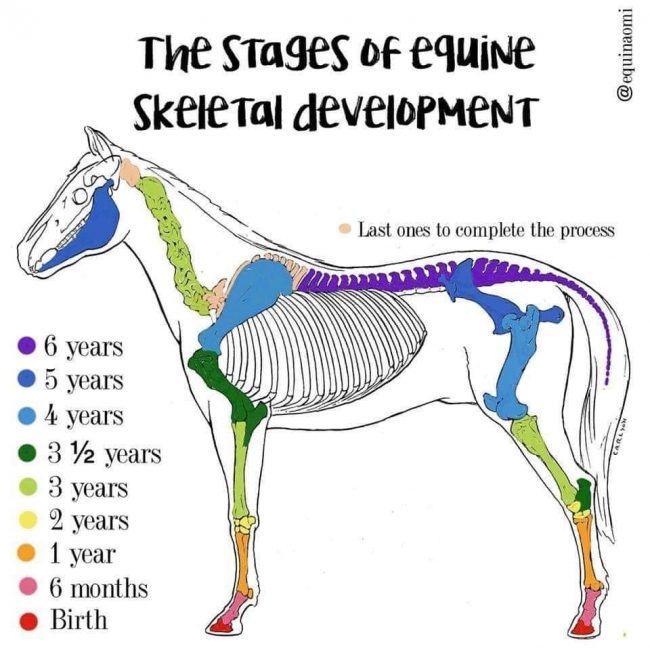 The Stages of equine
Skeletal development
@equinaomi
Last ones to complete the process
6 years
5 years
4 years
3 ½ years
3 years
2 years
1 year
6 months
Birth
CARLYON